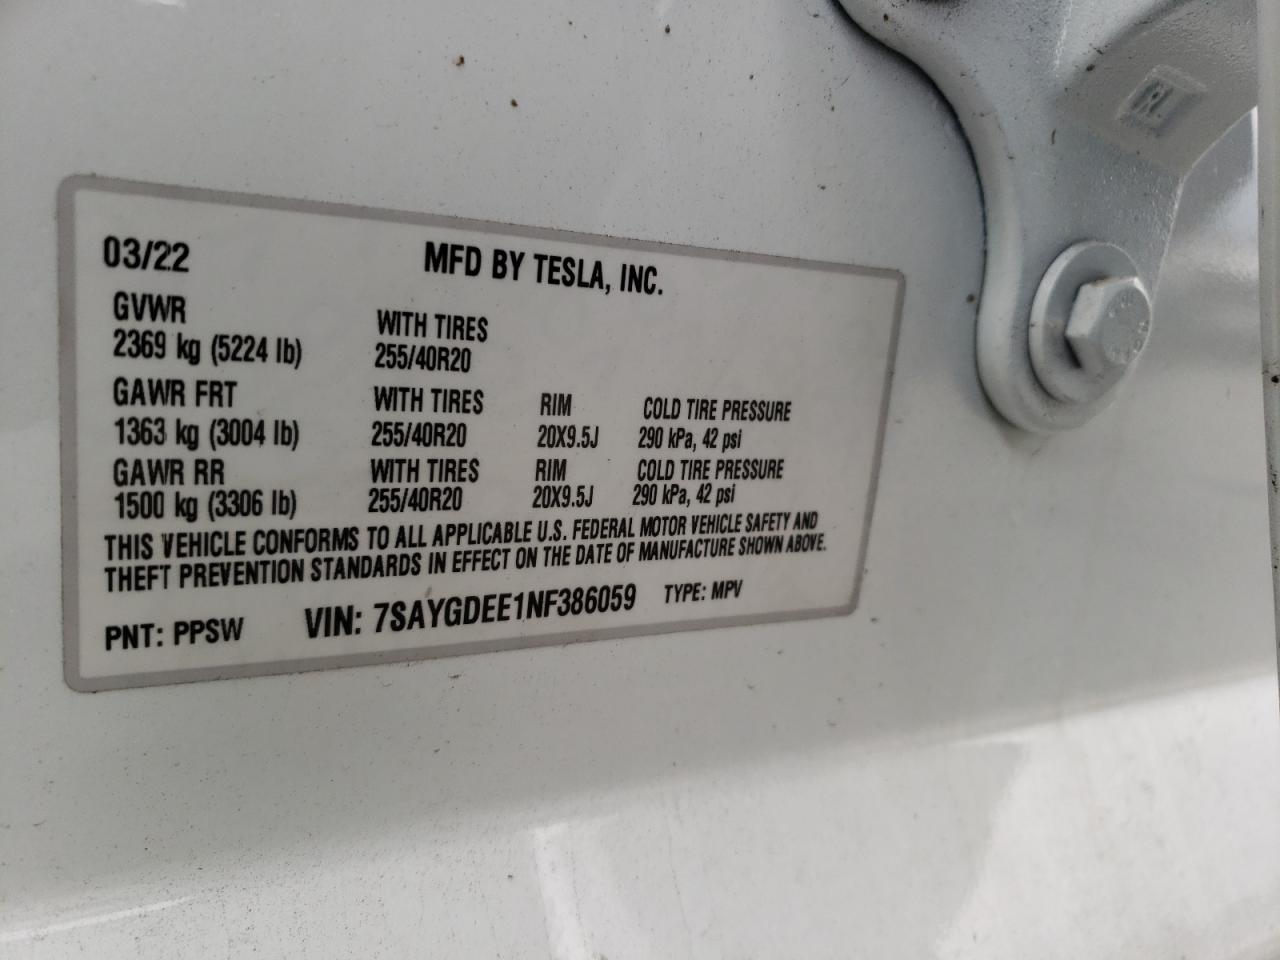 03/22 MFD BY TESLA, INC.
GVWR
2369 kg (5224 lb)
WITH TIRES
255/40R20
GAWR FRT WITH TIRES RIM COLD TIRE PRESSURE
1363 kg (3004 lb) 255/40R20 20X9.5J 290 kPa, 42 psi
GAWR RR WITH TIRES RIM COLD TIRE PRESSURE
1500 kg (3306 lb) 255/40R20 20X9.5J 290 kPa, 42 psi
THIS VEHICLE CONFORMS TO ALL APPLICABLE U.S. FEDERAL MOTOR VEHICLE SAFETY AND
THEFT PREVENTION STANDARDS IN EFFECT ON THE DATE OF MANUFACTURE SHOWN ABOVE.
PNT: PPSW VIN: 7SAYGDEE1NF386059 TYPE: MPV